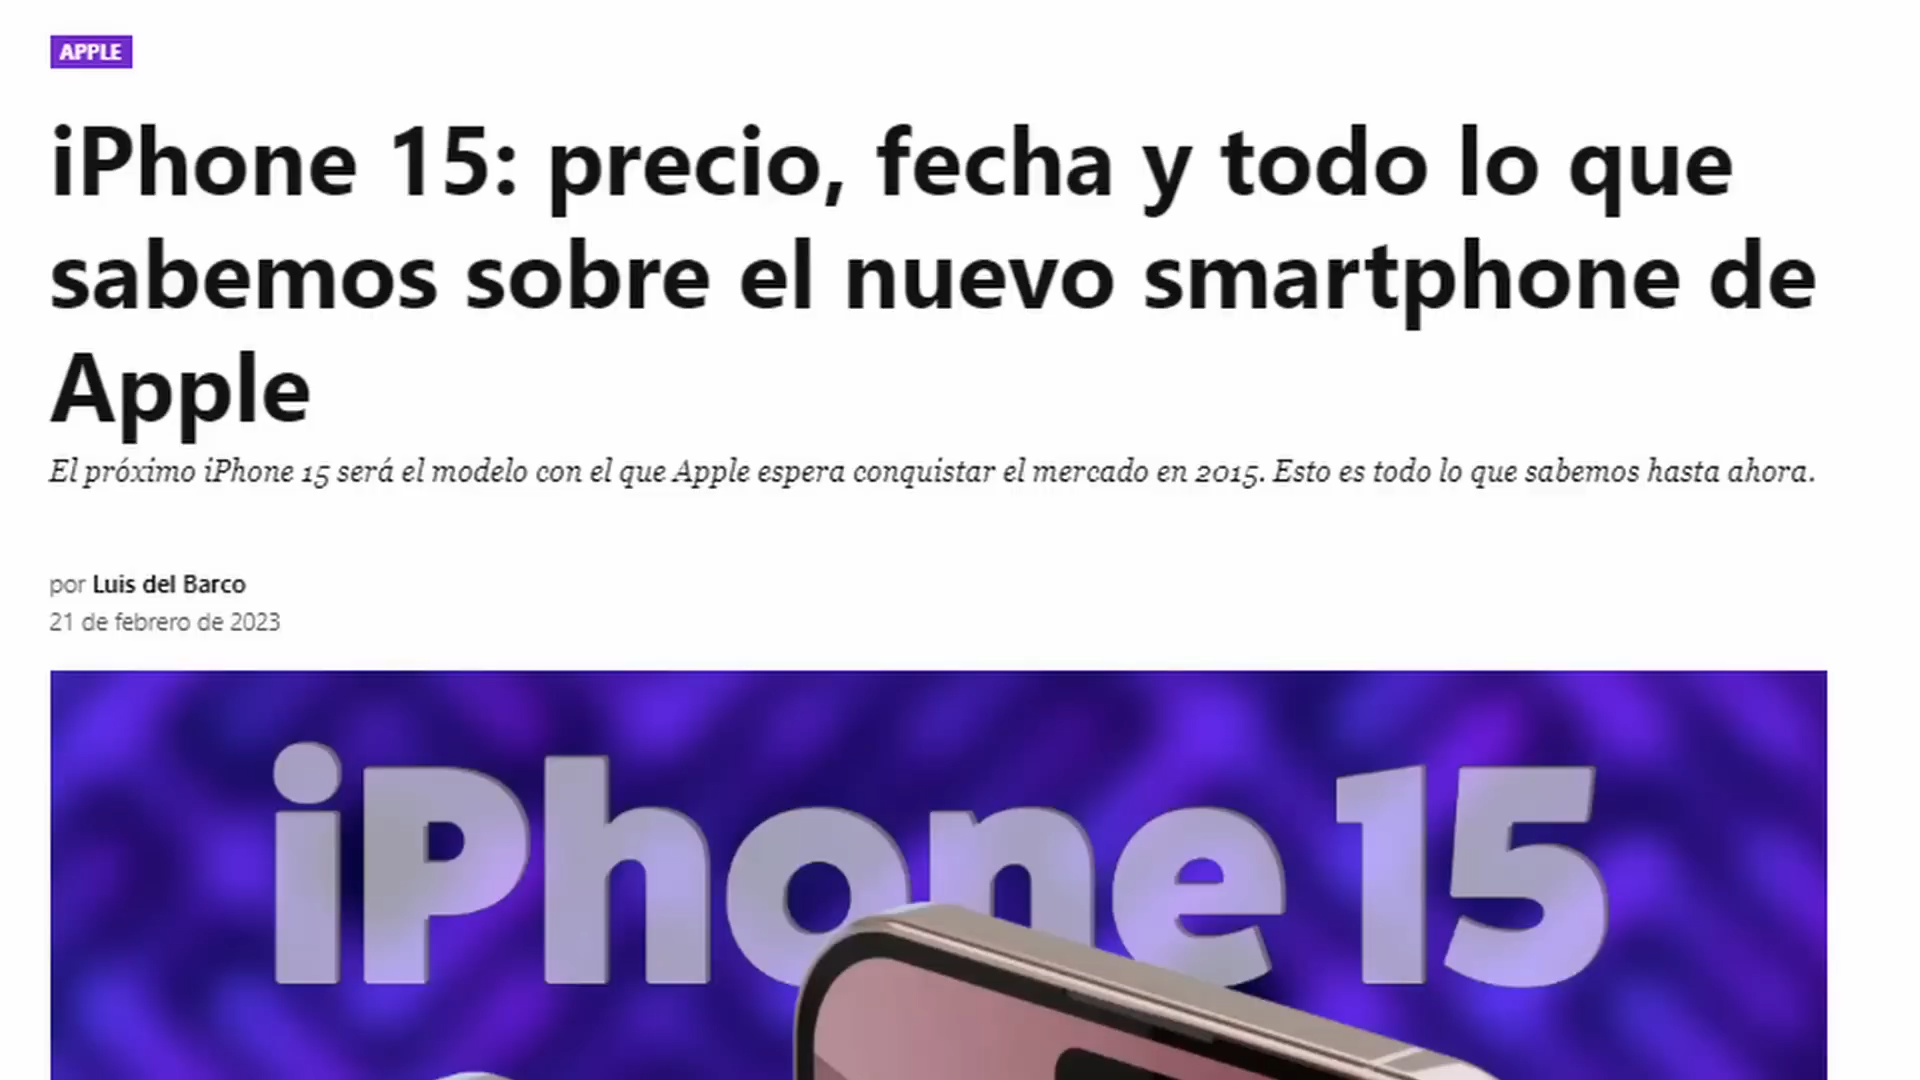 APPLE
iPhone 15: precio, fecha y todo lo que
sabemos sobre el nuevo smartphone de
Apple
El próximo iPhone 15 será el modelo con el que Apple espera conquistar el mercado en 2015. Esto es todo lo que sabemos hasta ahora.
por Luis del Barco
21 de febrero de 2023
iPhone 15